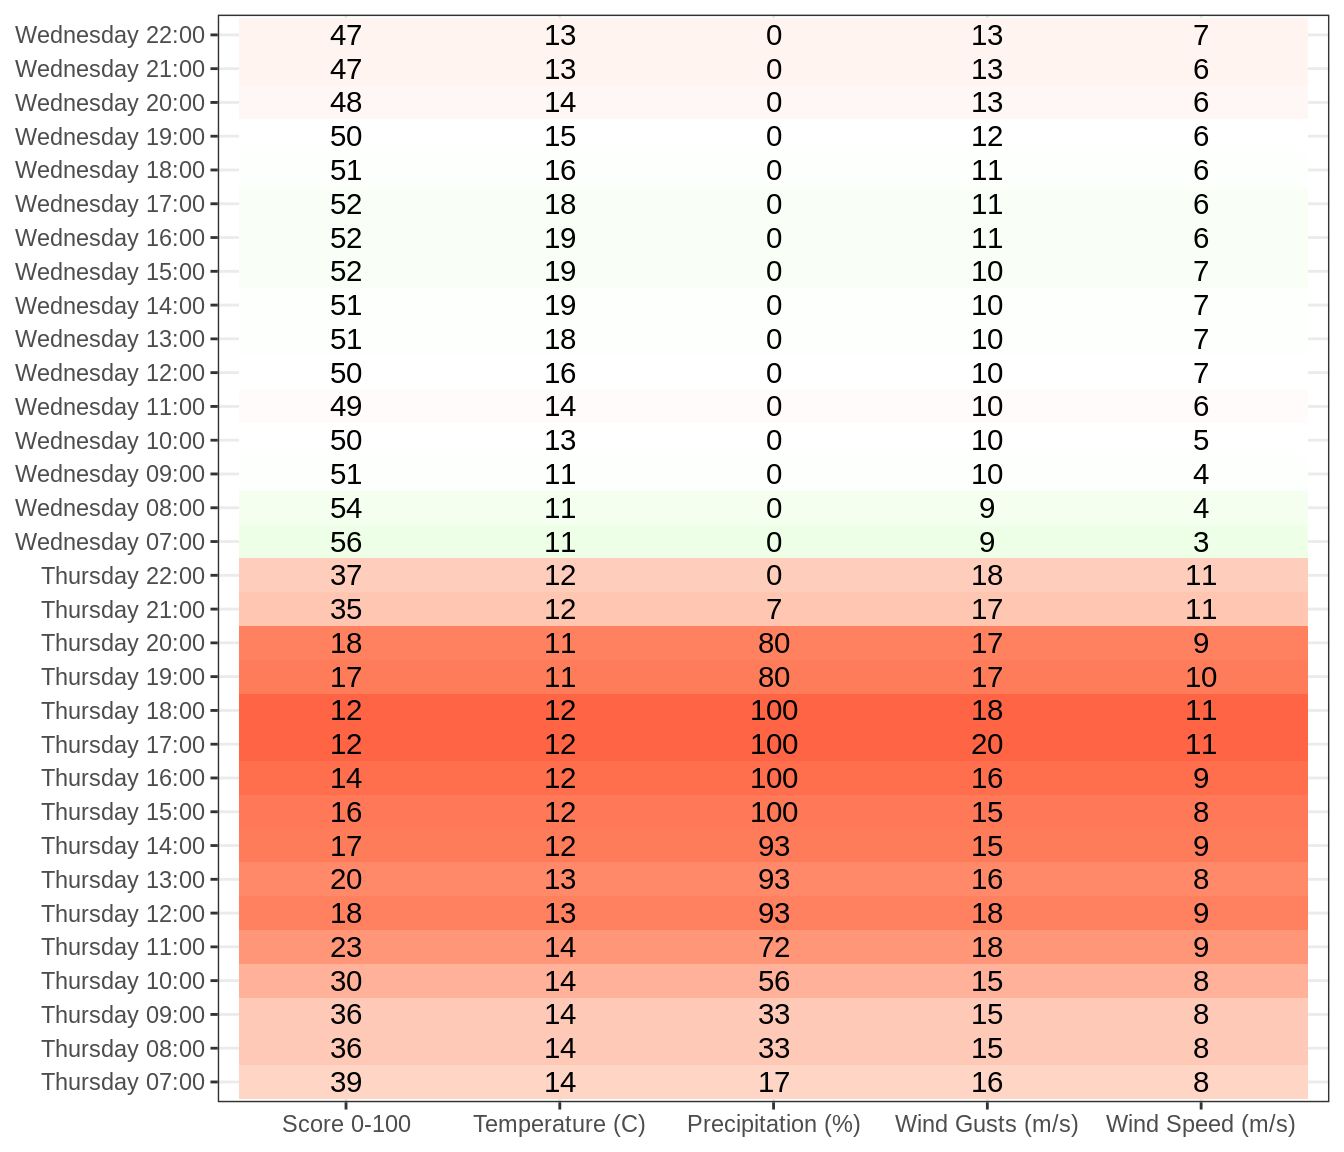 Wednesday 22:00 47 13 0 13 7
Wednesday 21:00 47 13 0 13 6
Wednesday 20:00 48 14 0 13 6
Wednesday 19:00 50 15 0 12 6
Wednesday 18:00 51 16 0 11 6
Wednesday 17:00 52 18 0 11 6
Wednesday 16:00 52 19 0 11 6
Wednesday 15:00 52 19 0 10 7
Wednesday 14:00 51 19 0 10 7
Wednesday 13:00 51 18 0 10 7
Wednesday 12:00 50 16 0 10 7
Wednesday 11:00 49 14 0 10 6
Wednesday 10:00 50 13 0 10 5
Wednesday 09:00 51 11 0 10 4
Wednesday 08:00 54 11 0 9 4
Wednesday 07:00 56 11 0 9 3
Thursday 22:00 37 12 0 18 11
Thursday 21:00 35 12 7 17 11
Thursday 20:00 18 11 80 17 9
Thursday 19:00 17 11 80 17 10
Thursday 18:00 12 12 100 18 11
Thursday 17:00 12 12 100 20 11
Thursday 16:00 14 12 100 16 9
Thursday 15:00 16 12 100 15 8
Thursday 14:00 17 12 93 15 9
Thursday 13:00 20 13 93 16 8
Thursday 12:00 18 13 93 18 9
Thursday 11:00 23 14 72 18 9
Thursday 10:00 30 14 56 15 8
Thursday 09:00 36 14 33 15 8
Thursday 08:00 36 14 33 15 8
Thursday 07:00 39 14 17 16 8
Score 0-100 Temperature (C) Precipitation (%) Wind Gusts (m/s) Wind Speed (m/s)